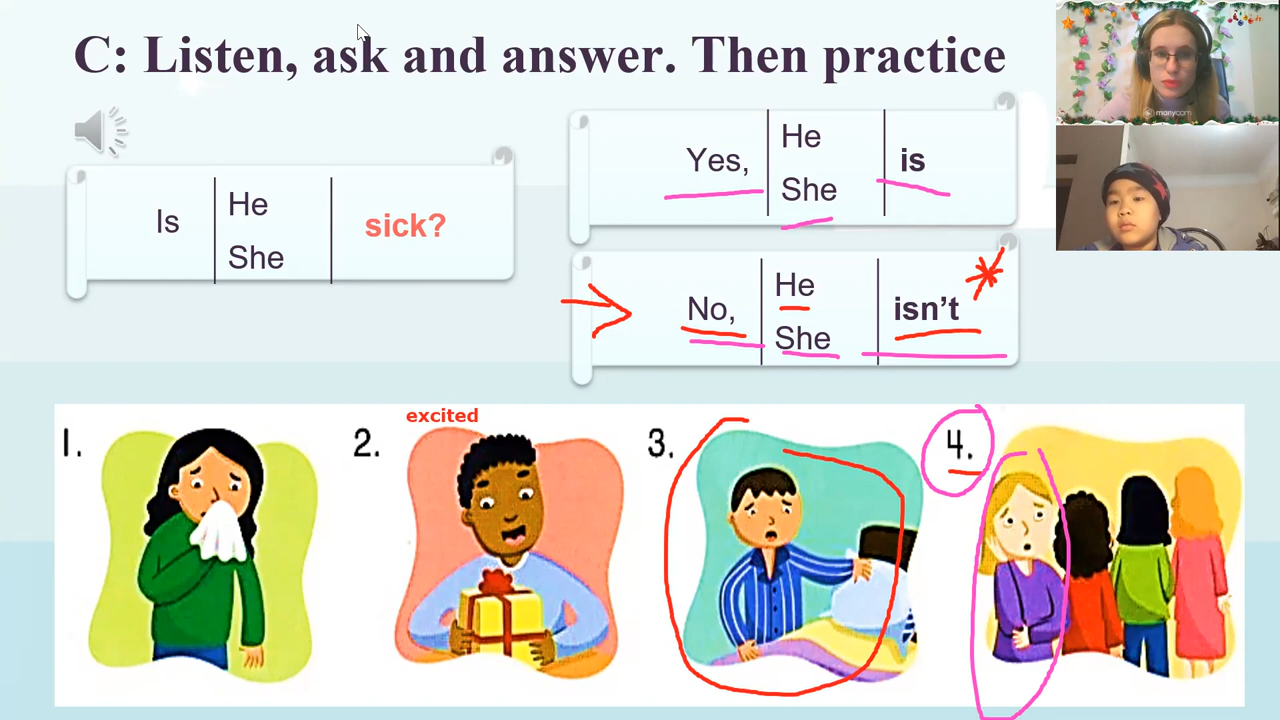 C: Listen, ask and answer. Then practice
manycam
Is
He
She
sick?
Yes,
He
She
is
No,
He
She
isn't
1.
2.
excited
3.
4.